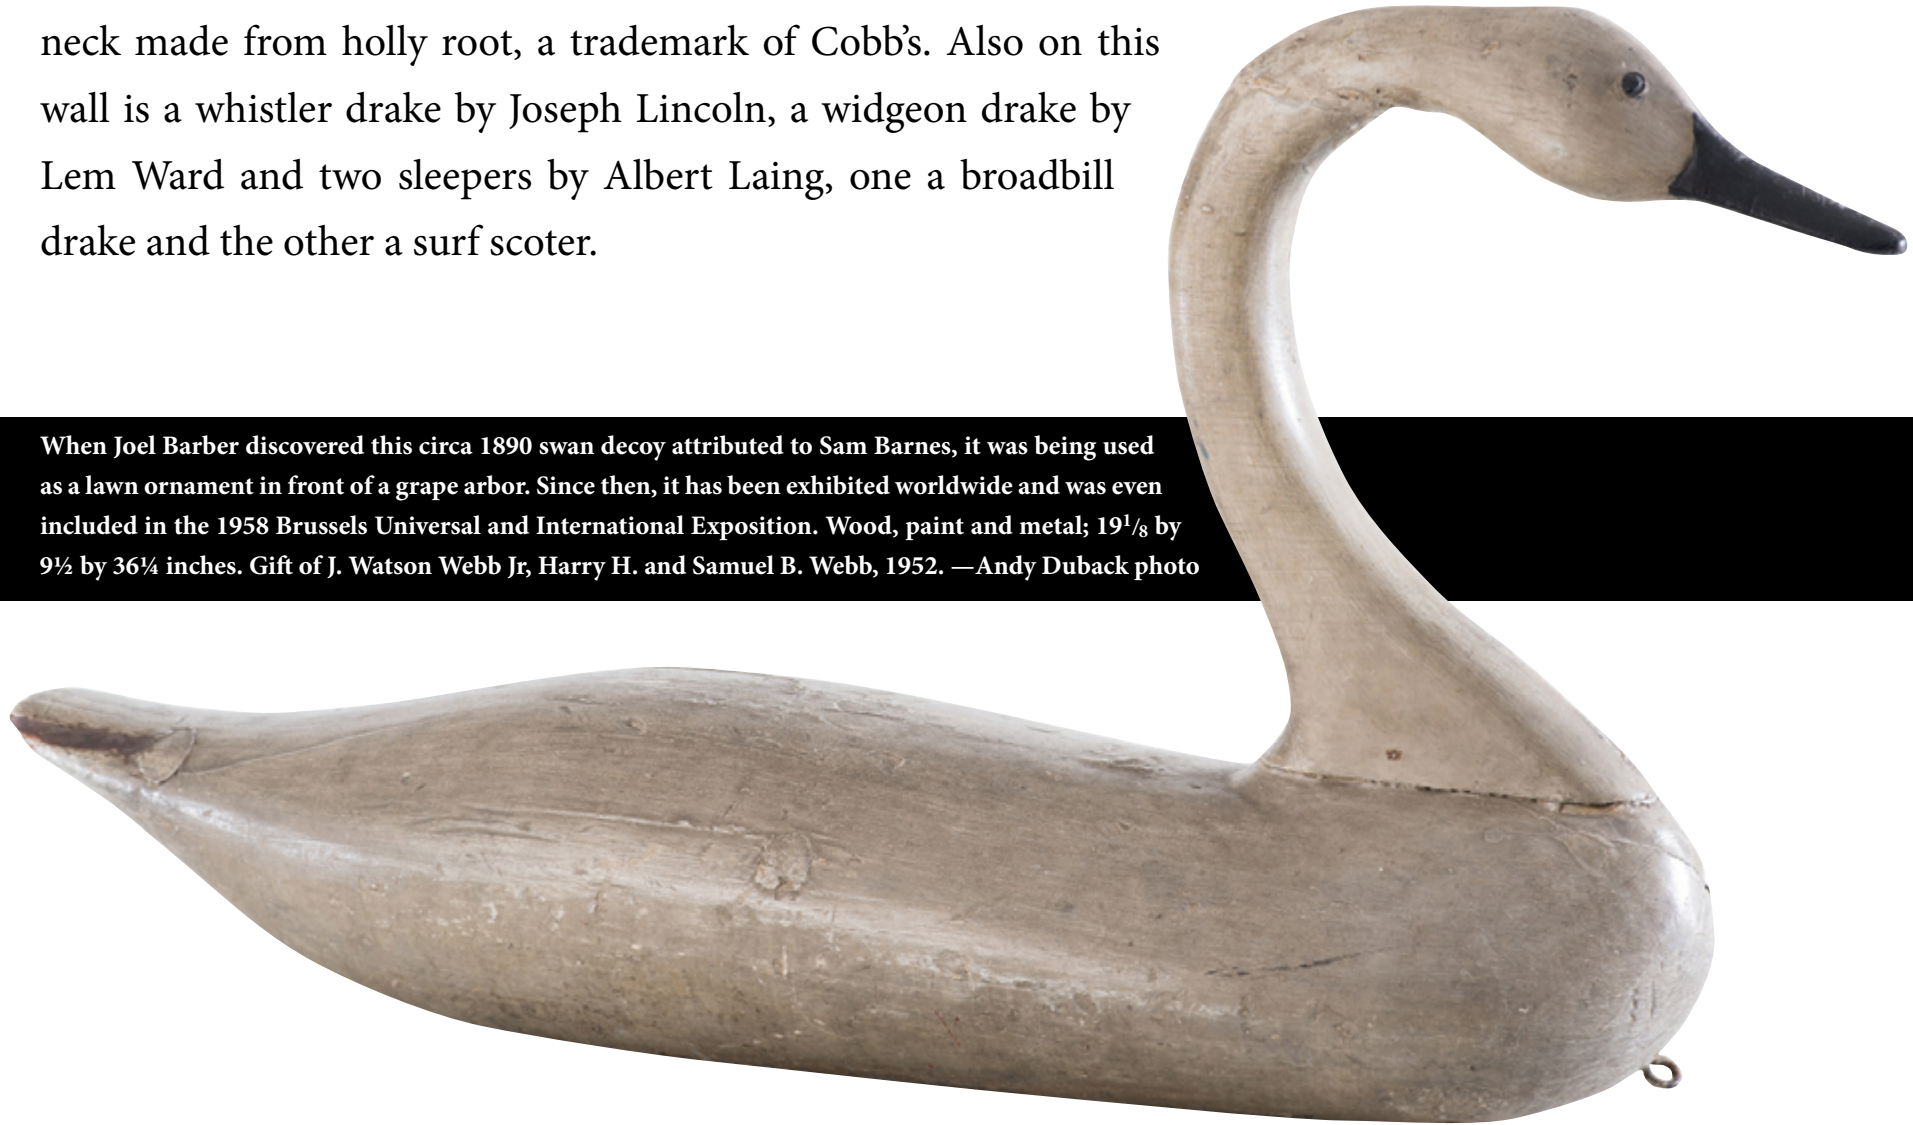 neck made from holly root, a trademark of Cobb’s. Also on this
wall is a whistler drake by Joseph Lincoln, a widgeon drake by
Lem Ward and two sleepers by Albert Laing, one a broadbill
drake and the other a surf scoter.
When Joel Barber discovered this circa 1890 swan decoy attributed to Sam Barnes, it was being used
as a lawn ornament in front of a grape arbor. Since then, it has been exhibited worldwide and was even
included in the 1958 Brussels Universal and International Exposition. Wood, paint and metal; 19¹/₈ by
9½ by 36¼ inches. Gift of J. Watson Webb Jr, Harry H. and Samuel B. Webb, 1952. —Andy Duback photo